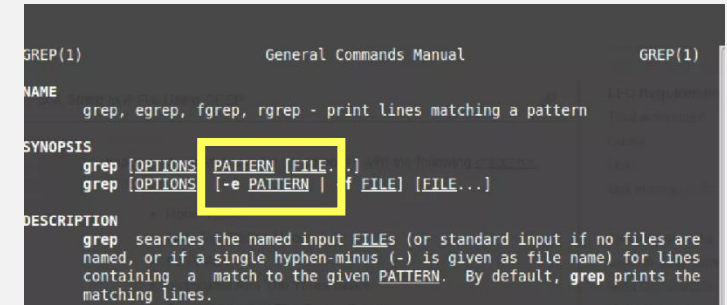 GREP(1) General Commands Manual GREP(1)
NAME
grep, egrep, fgrep, rgrep - print lines matching a pattern
SYNOPSIS
grep [OPTIONS PATTERN [FILE...]
grep [OPTIONS [-e PATTERN | f FILE] [FILE...]
DESCRIPTION
grep searches the named input FILEs (or standard input if no files are
named, or if a single hyphen-minus (-) is given as file name) for lines
containing a match to the given PATTERN. By default, grep prints the
matching lines.